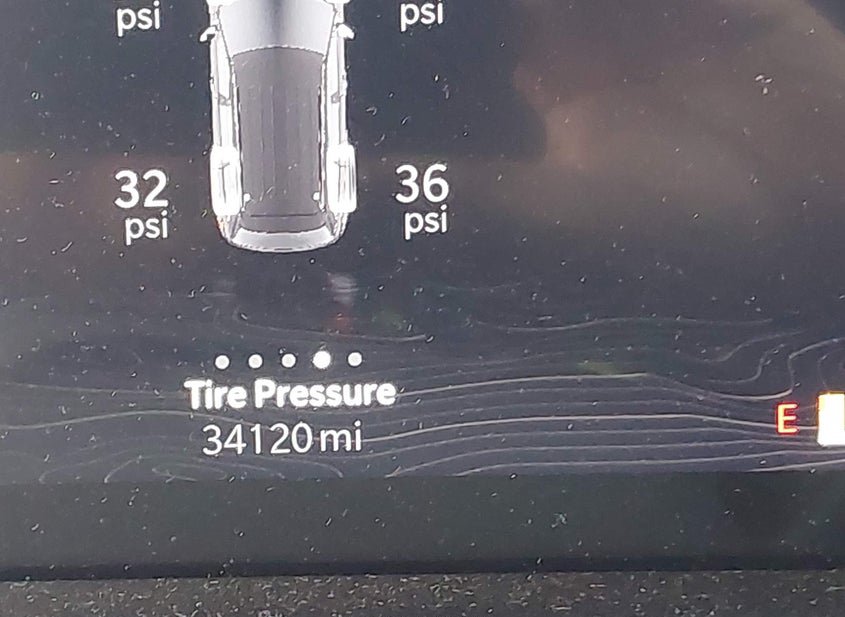 psi psi
32 36
psi psi
Tire Pressure
34120 mi
E